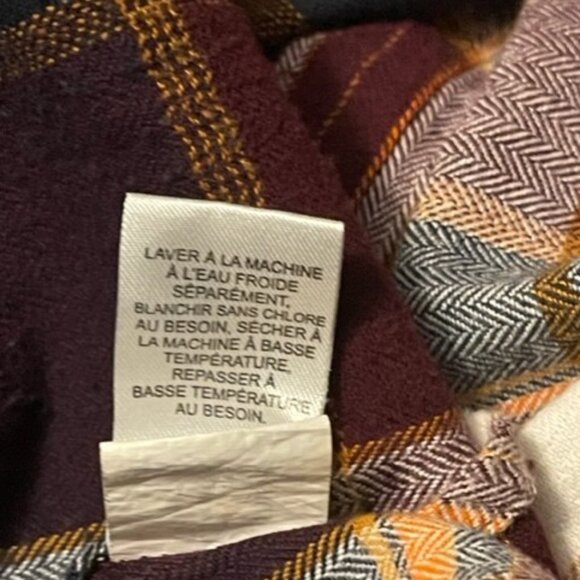 LAVER À LA MACHINE
À L'EAU FROIDE
SÉPARÉMENT,
BLANCHIR SANS CHLORE
AU BESOIN, SÉCHER À
LA MACHINE À BASSE
TEMPÉRATURE,
REPASSER À
BASSE TEMPÉRATURE
AU BESOIN.